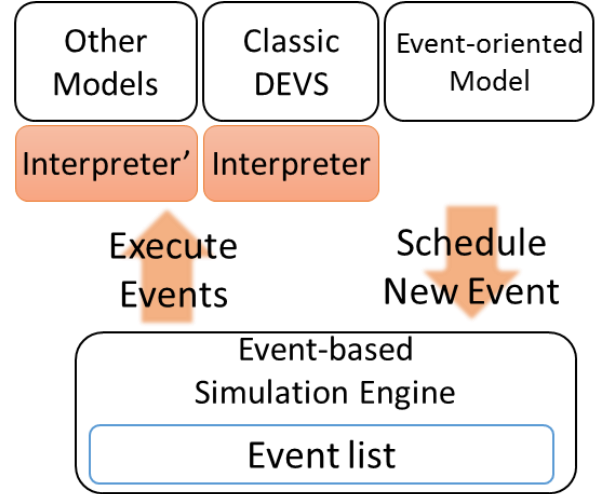 Other
Models
Classic
DEVS
Event-oriented
Model
Interpreter’
Interpreter
Execute
Events
Schedule
New Event
Event-based
Simulation Engine
Event list